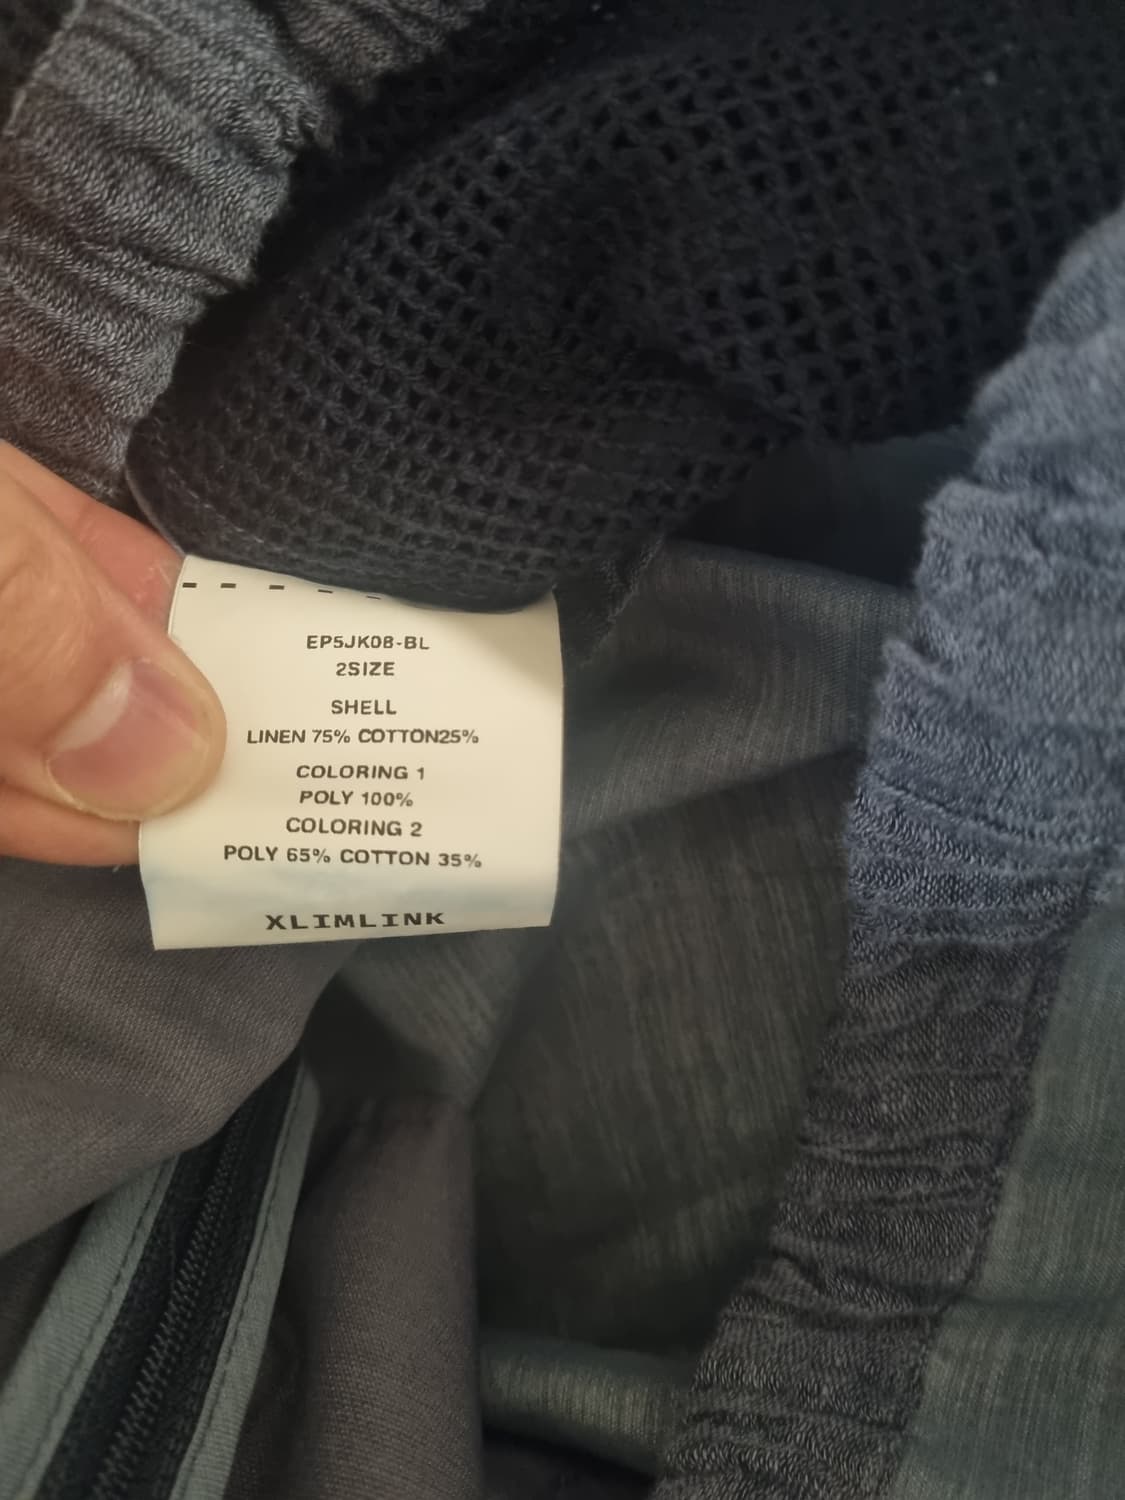 EP5JK08-BL
2SIZE
SHELL
LINEN 75% COTTON25%
COLORING 1
POLY 100%
COLORING 2
POLY 65% COTTON 35%
XLIMLINK